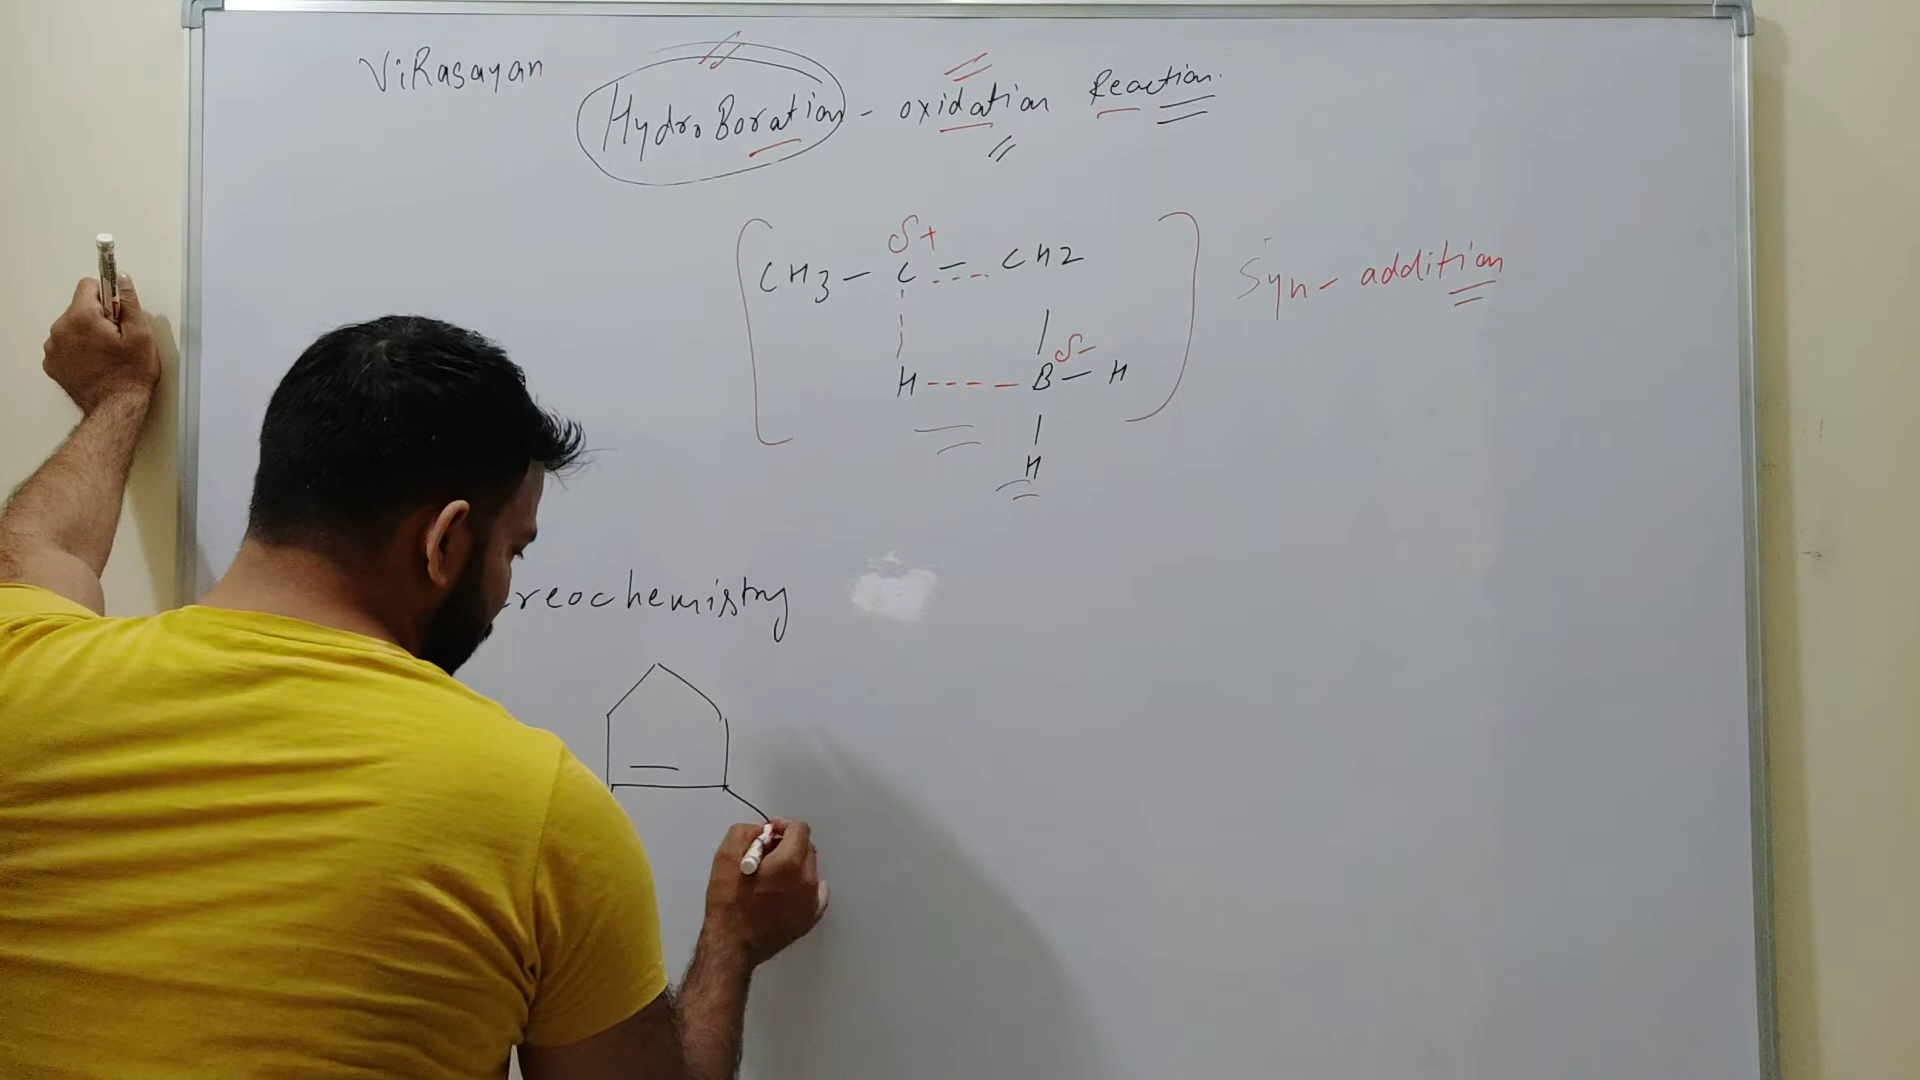 ViRasayan
HydroBoration - oxidation Reaction.
δ+
CH3 - C = CH2
Syn - addition
δ-
H ---- B - H
H
reochemistry